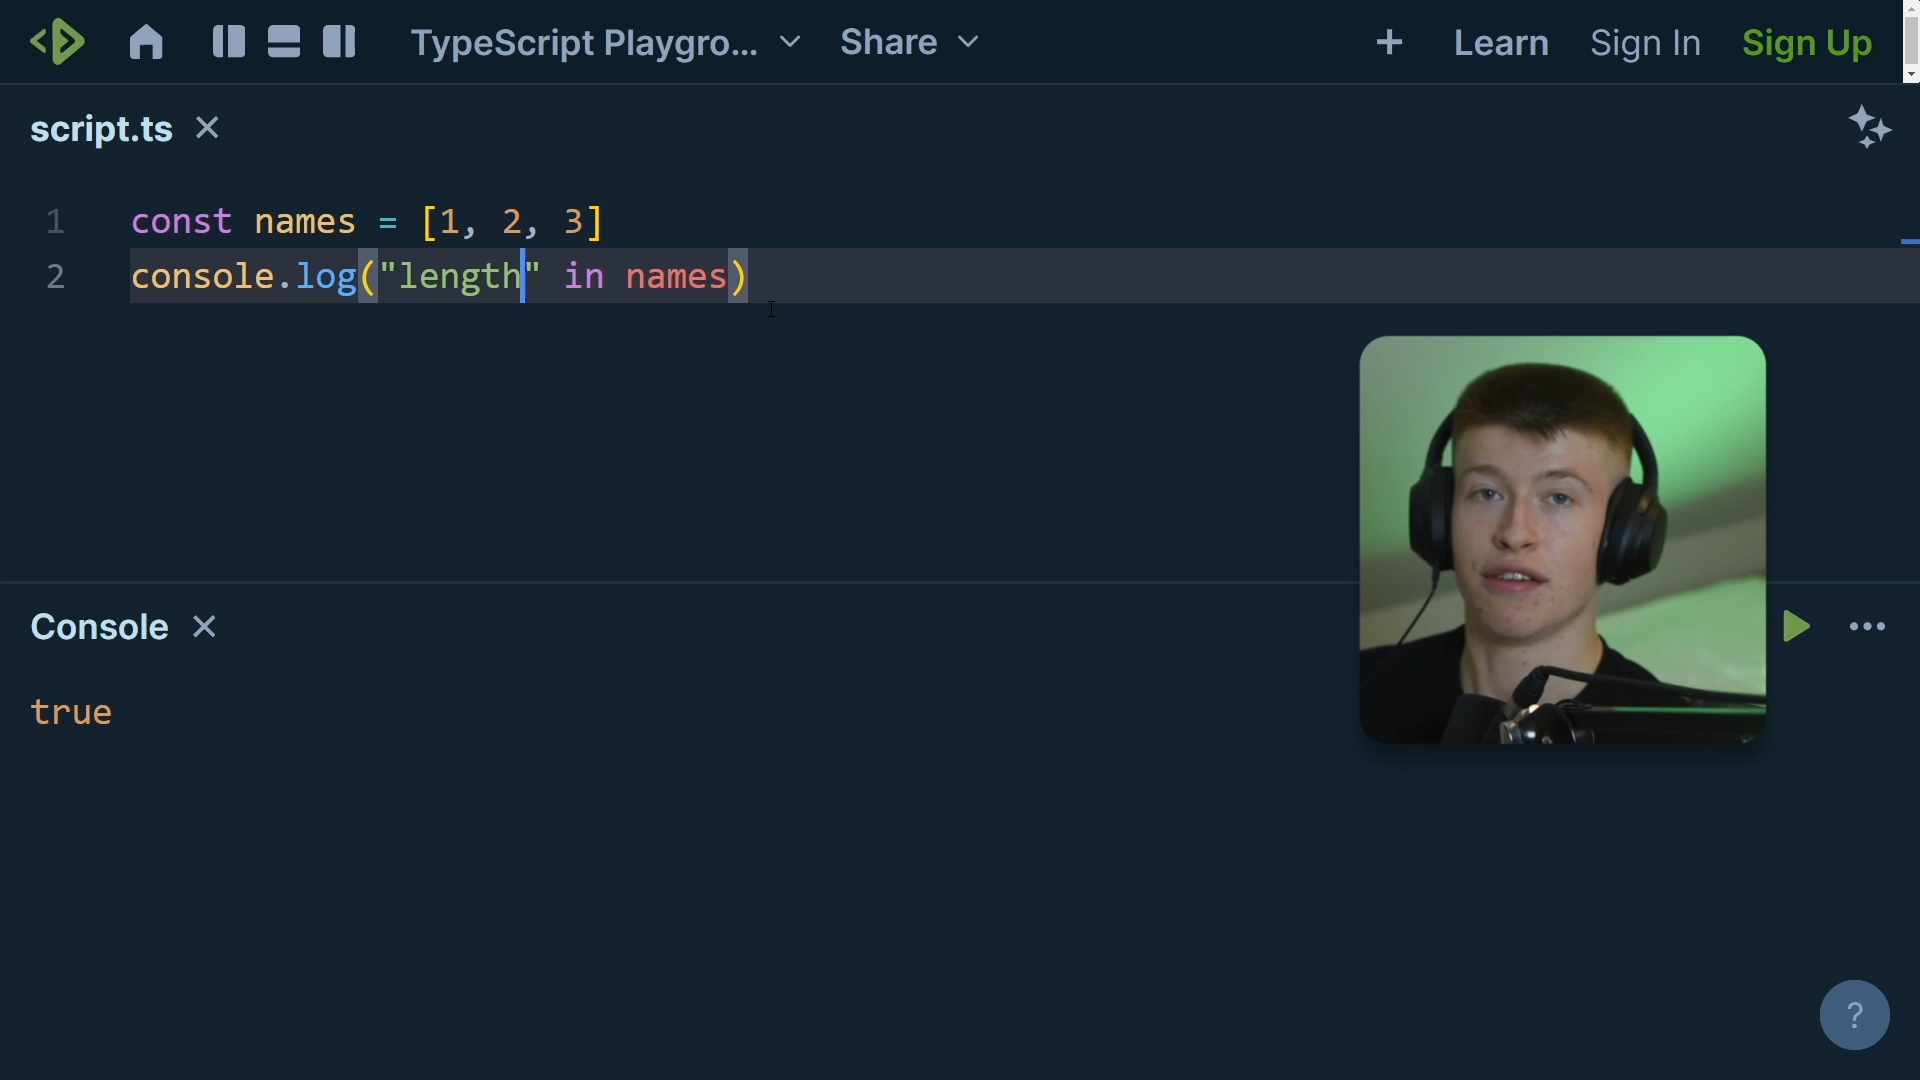 TypeScript Playgro...
Share
Learn
Sign In
Sign Up
script.ts
1 const names = [1, 2, 3]
2 console.log("length" in names)
Console
true
?